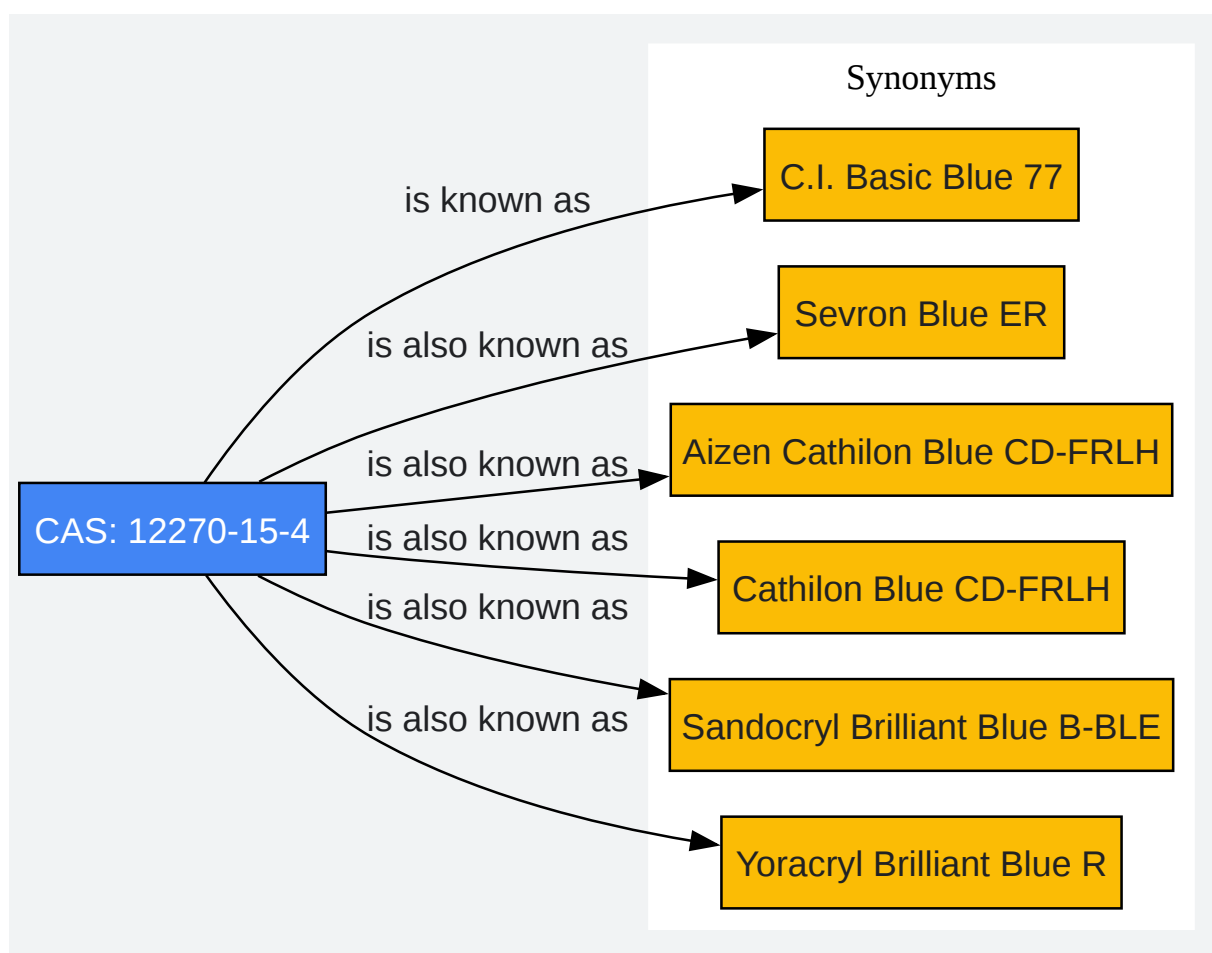 Synonyms
C.I. Basic Blue 77
is known as
Sevron Blue ER
is also known as
Aizen Cathilon Blue CD-FRLH
is also known as
CAS: 12270-15-4
is also known as
Cathilon Blue CD-FRLH
is also known as
Sandocryl Brilliant Blue B-BLE
is also known as
Yoracryl Brilliant Blue R